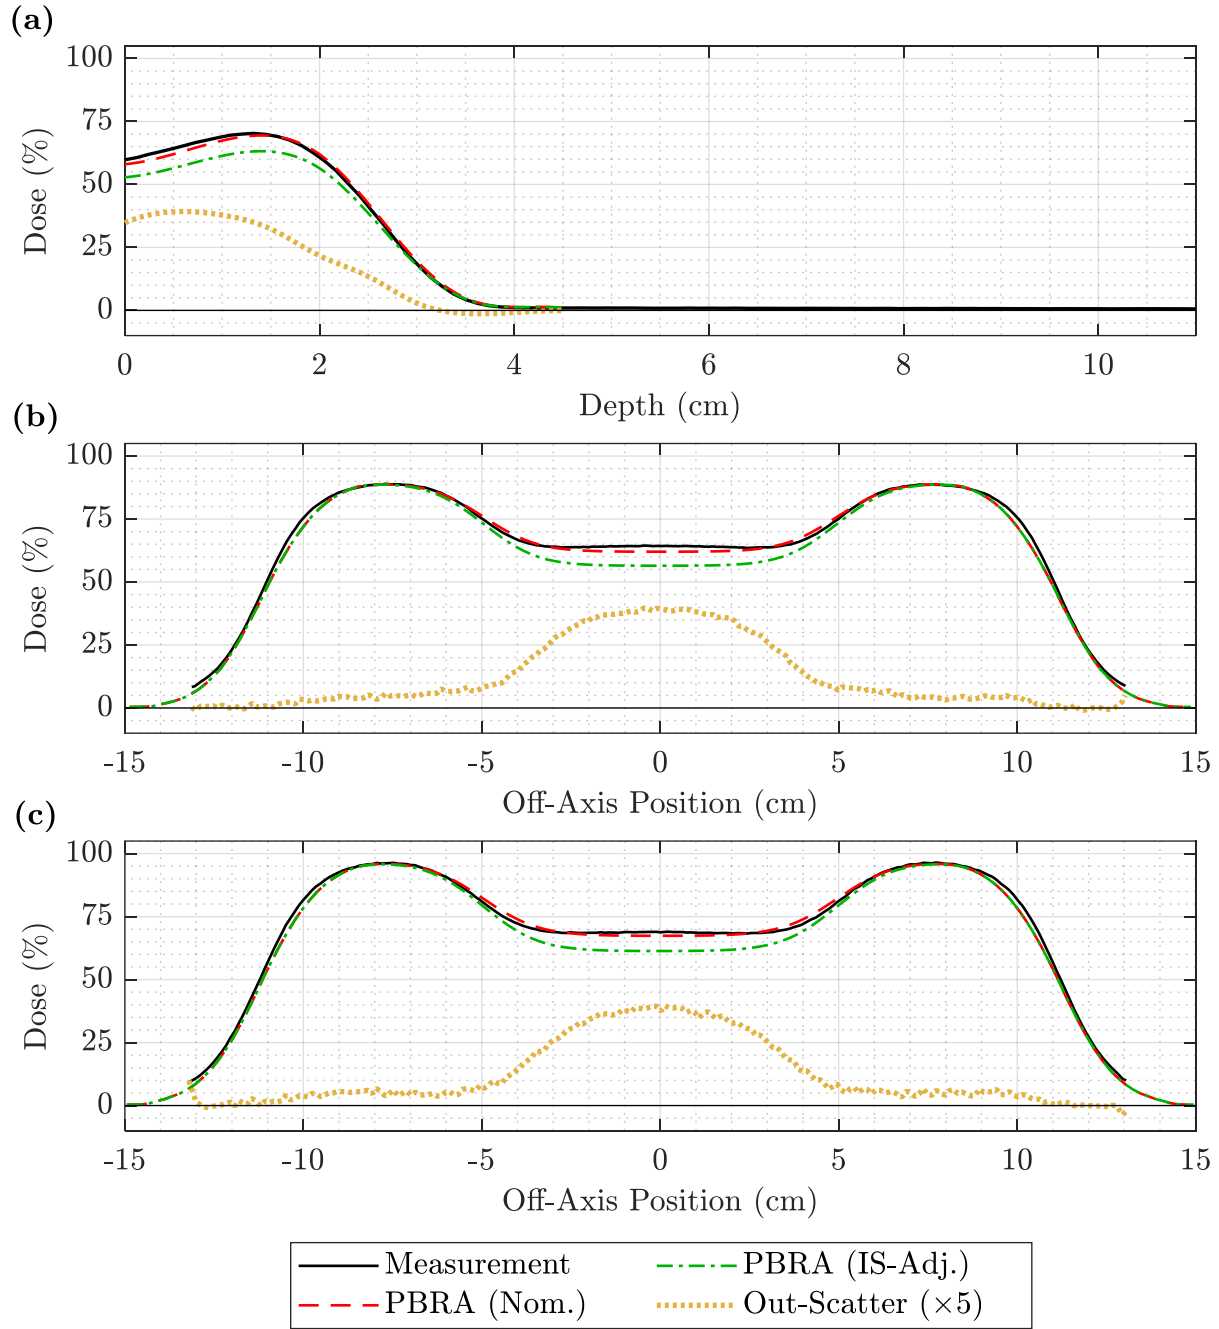 (a)
100
75
50
25
0
Dose (%)
0 2 4 6 8 10
Depth (cm)
(b)
100
75
50
25
0
Dose (%)
-15 -10 -5 0 5 10 15
Off-Axis Position (cm)
(c)
100
75
50
25
0
Dose (%)
-15 -10 -5 0 5 10 15
Off-Axis Position (cm)
Measurement PBRA (IS-Adj.)
PBRA (Nom.) Out-Scatter (×5)